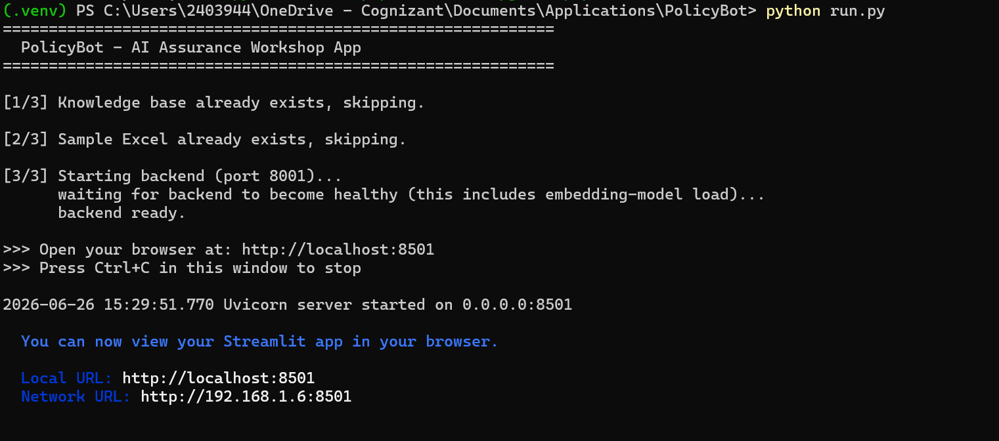 (.venv) PS C:\Users\2403944\OneDrive - Cognizant\Documents\Applications\PolicyBot> python run.py
============================================================
  PolicyBot - AI Assurance Workshop App
============================================================
[1/3] Knowledge base already exists, skipping.
[2/3] Sample Excel already exists, skipping.
[3/3] Starting backend (port 8001)...
      waiting for backend to become healthy (this includes embedding-model load)...
      backend ready.
>>> Open your browser at: http://localhost:8501
>>> Press Ctrl+C in this window to stop
2026-06-26 15:29:51.770 Uvicorn server started on 0.0.0.0:8501
  You can now view your Streamlit app in your browser.
  Local URL: http://localhost:8501
  Network URL: http://192.168.1.6:8501